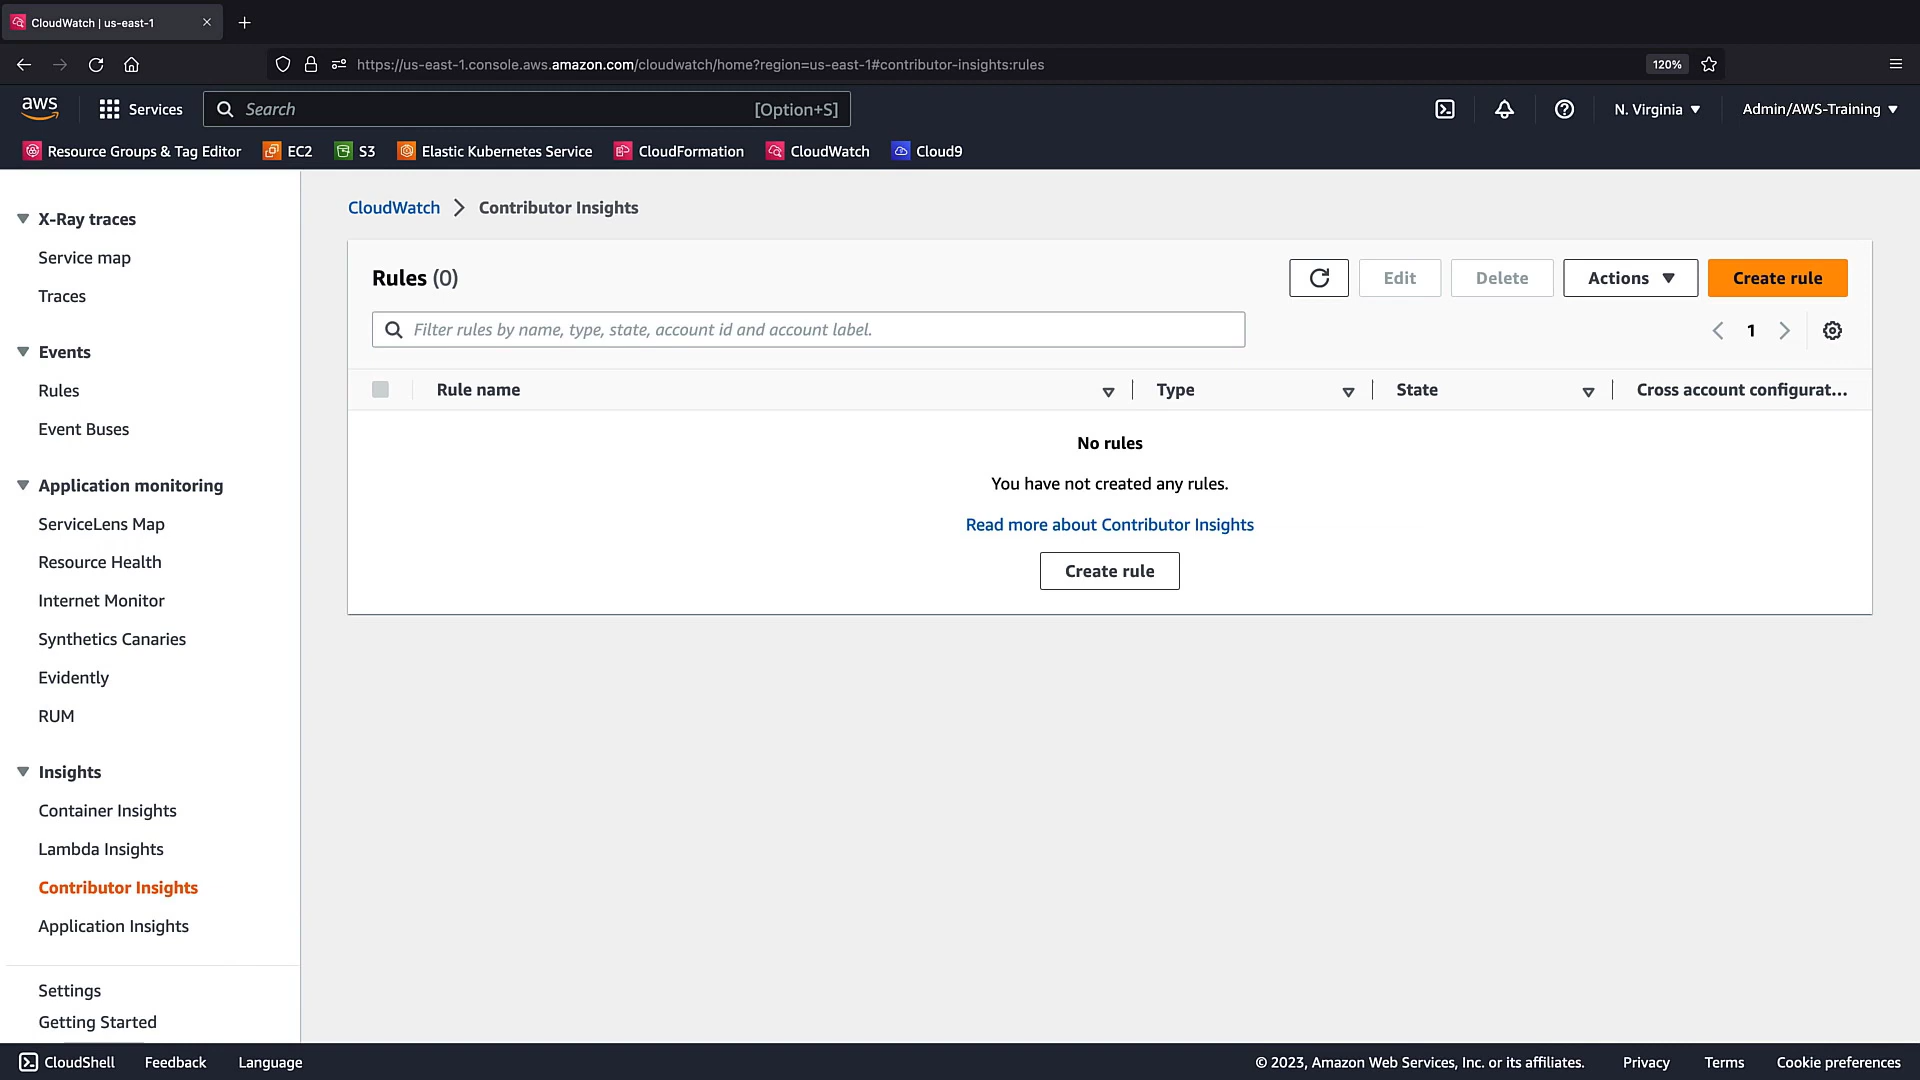 CloudWatch | us-east-1
https://us-east-1.console.aws.amazon.com/cloudwatch/home?region=us-east-1#contributor-insights:rules
120%
aws
Services
Search
[Option+S]
N. Virginia
Admin/AWS-Training
Resource Groups & Tag Editor
EC2
S3
Elastic Kubernetes Service
CloudFormation
CloudWatch
Cloud9
X-Ray traces
Service map
Traces
Events
Rules
Event Buses
Application monitoring
ServiceLens Map
Resource Health
Internet Monitor
Synthetics Canaries
Evidently
RUM
Insights
Container Insights
Lambda Insights
Contributor Insights
Application Insights
Settings
Getting Started
CloudWatch
Contributor Insights
Rules (0)
Edit
Delete
Actions
Create rule
Filter rules by name, type, state, account id and account label.
1
Rule name
Type
State
Cross account configurat...
No rules
You have not created any rules.
Read more about Contributor Insights
Create rule
CloudShell
Feedback
Language
© 2023, Amazon Web Services, Inc. or its affiliates.
Privacy
Terms
Cookie preferences